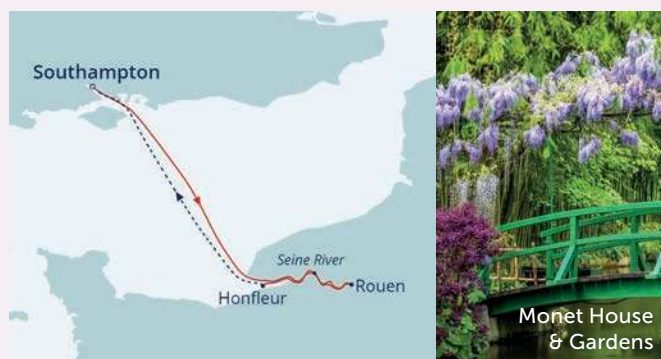 Southampton
Seine River
Honfleur
Rouen
Monet House
& Gardens